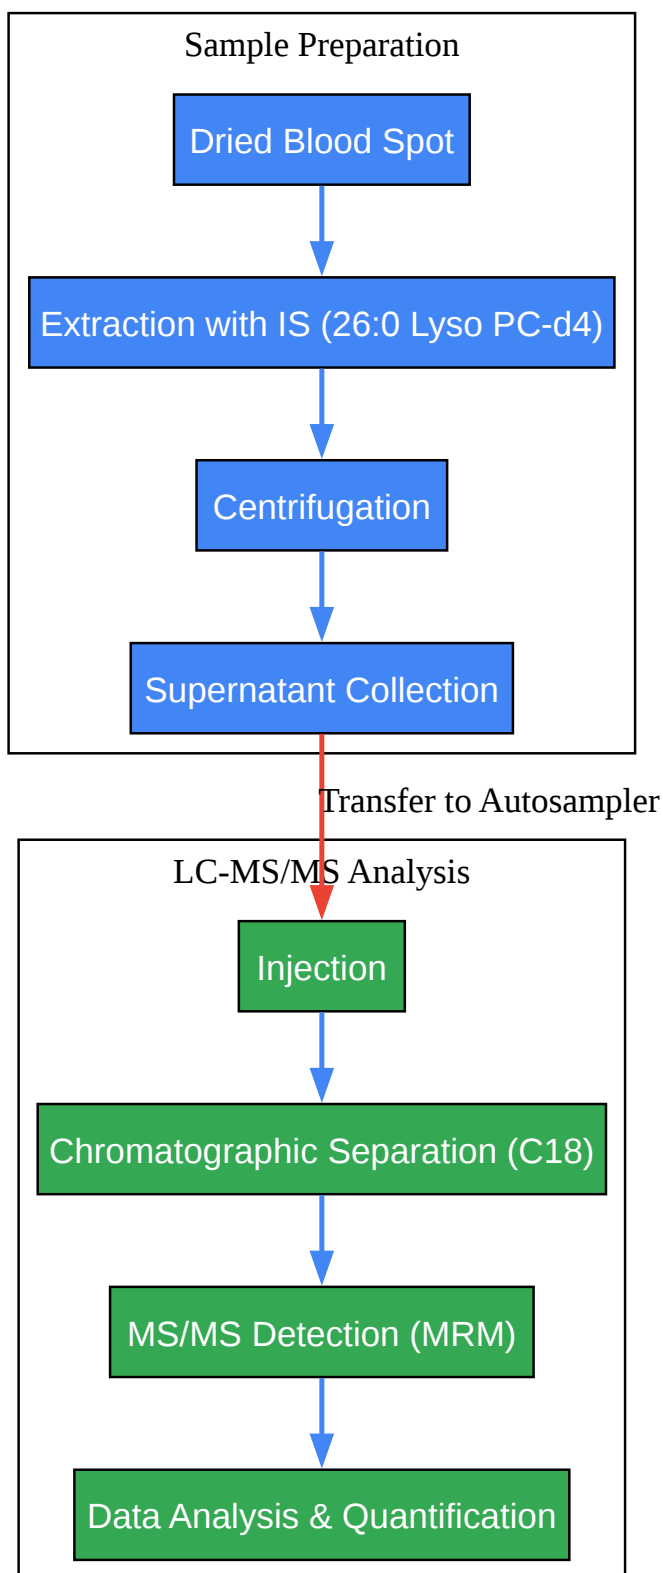 Sample Preparation
Dried Blood Spot
Extraction with IS (26:0 Lyso PC-d4)
Centrifugation
Supernatant Collection
Transfer to Autosampler
LC-MS/MS Analysis
Injection
Chromatographic Separation (C18)
MS/MS Detection (MRM)
Data Analysis & Quantification